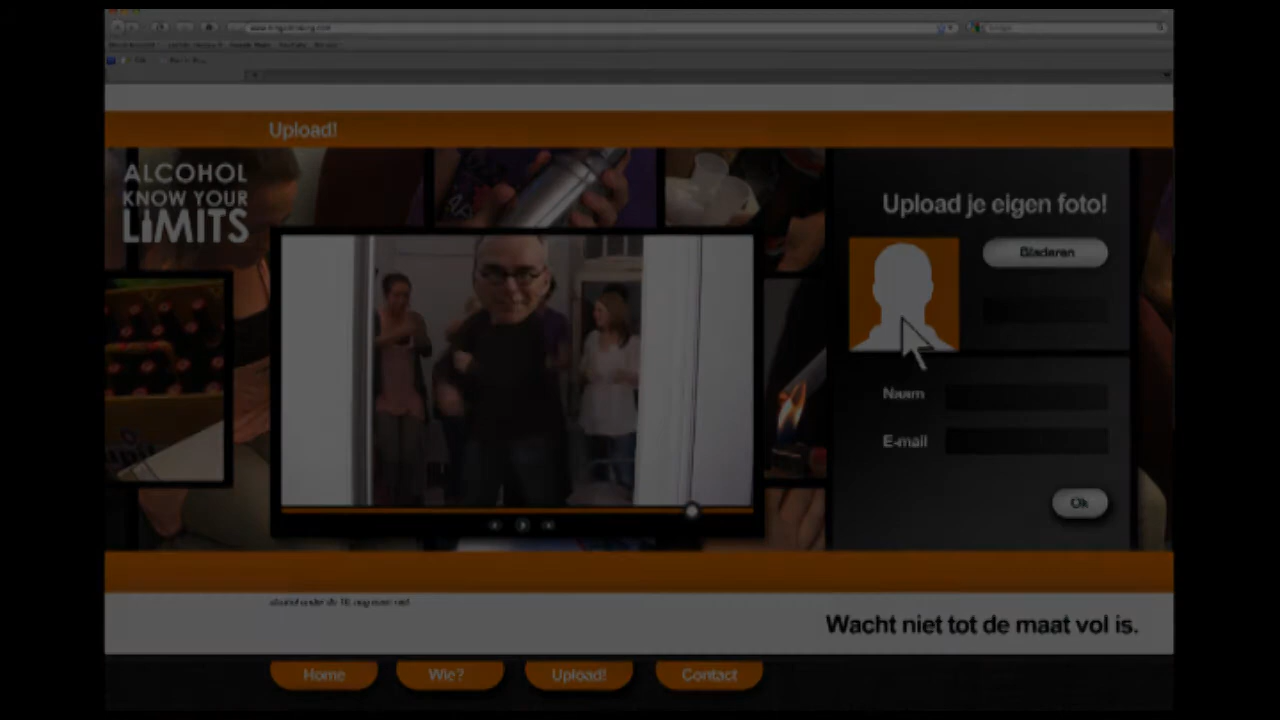 Upload!
ALCOHOL
KNOW YOUR
LIMITS
Upload je eigen foto!
Bladeren
Naam
E-mail
Ok
Wacht niet tot de maat vol is.
Home
Wie?
Upload!
Contact